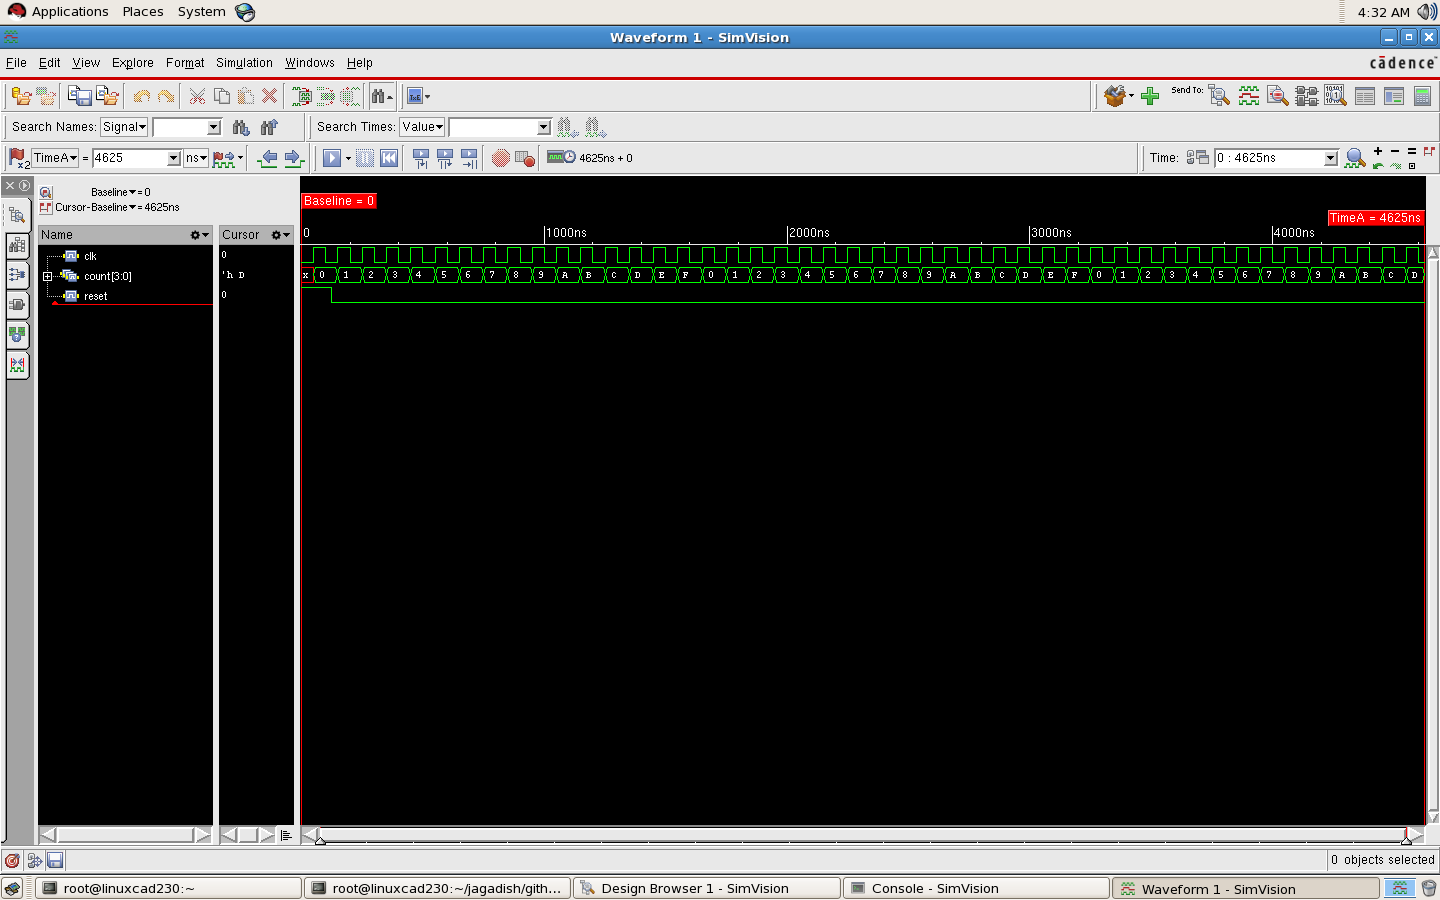 Applications Places System 4:32 AM
Waveform 1 - SimVision
File Edit View Explore Format Simulation Windows Help cādence
Send To:
Search Names: Signal Search Times: Value
x2 TimeA = 4625 ns 4625ns + 0 Time: 0 : 4625ns
Baseline = 0
Cursor-Baseline = 4625ns
Baseline = 0
TimeA = 4625ns
Name Cursor 0 1000ns 2000ns 3000ns 4000ns
clk 0
count[3:0] 'h D x 0 1 2 3 4 5 6 7 8 9 A B C D E F 0 1 2 3 4 5 6 7 8 9 A B C D E F 0 1 2 3 4 5 6 7 8 9 A B C D
reset 0
0 objects selected
root@linuxcad230:~ root@linuxcad230:~/jagadish/gith... Design Browser 1 - SimVision Console - SimVision Waveform 1 - SimVision